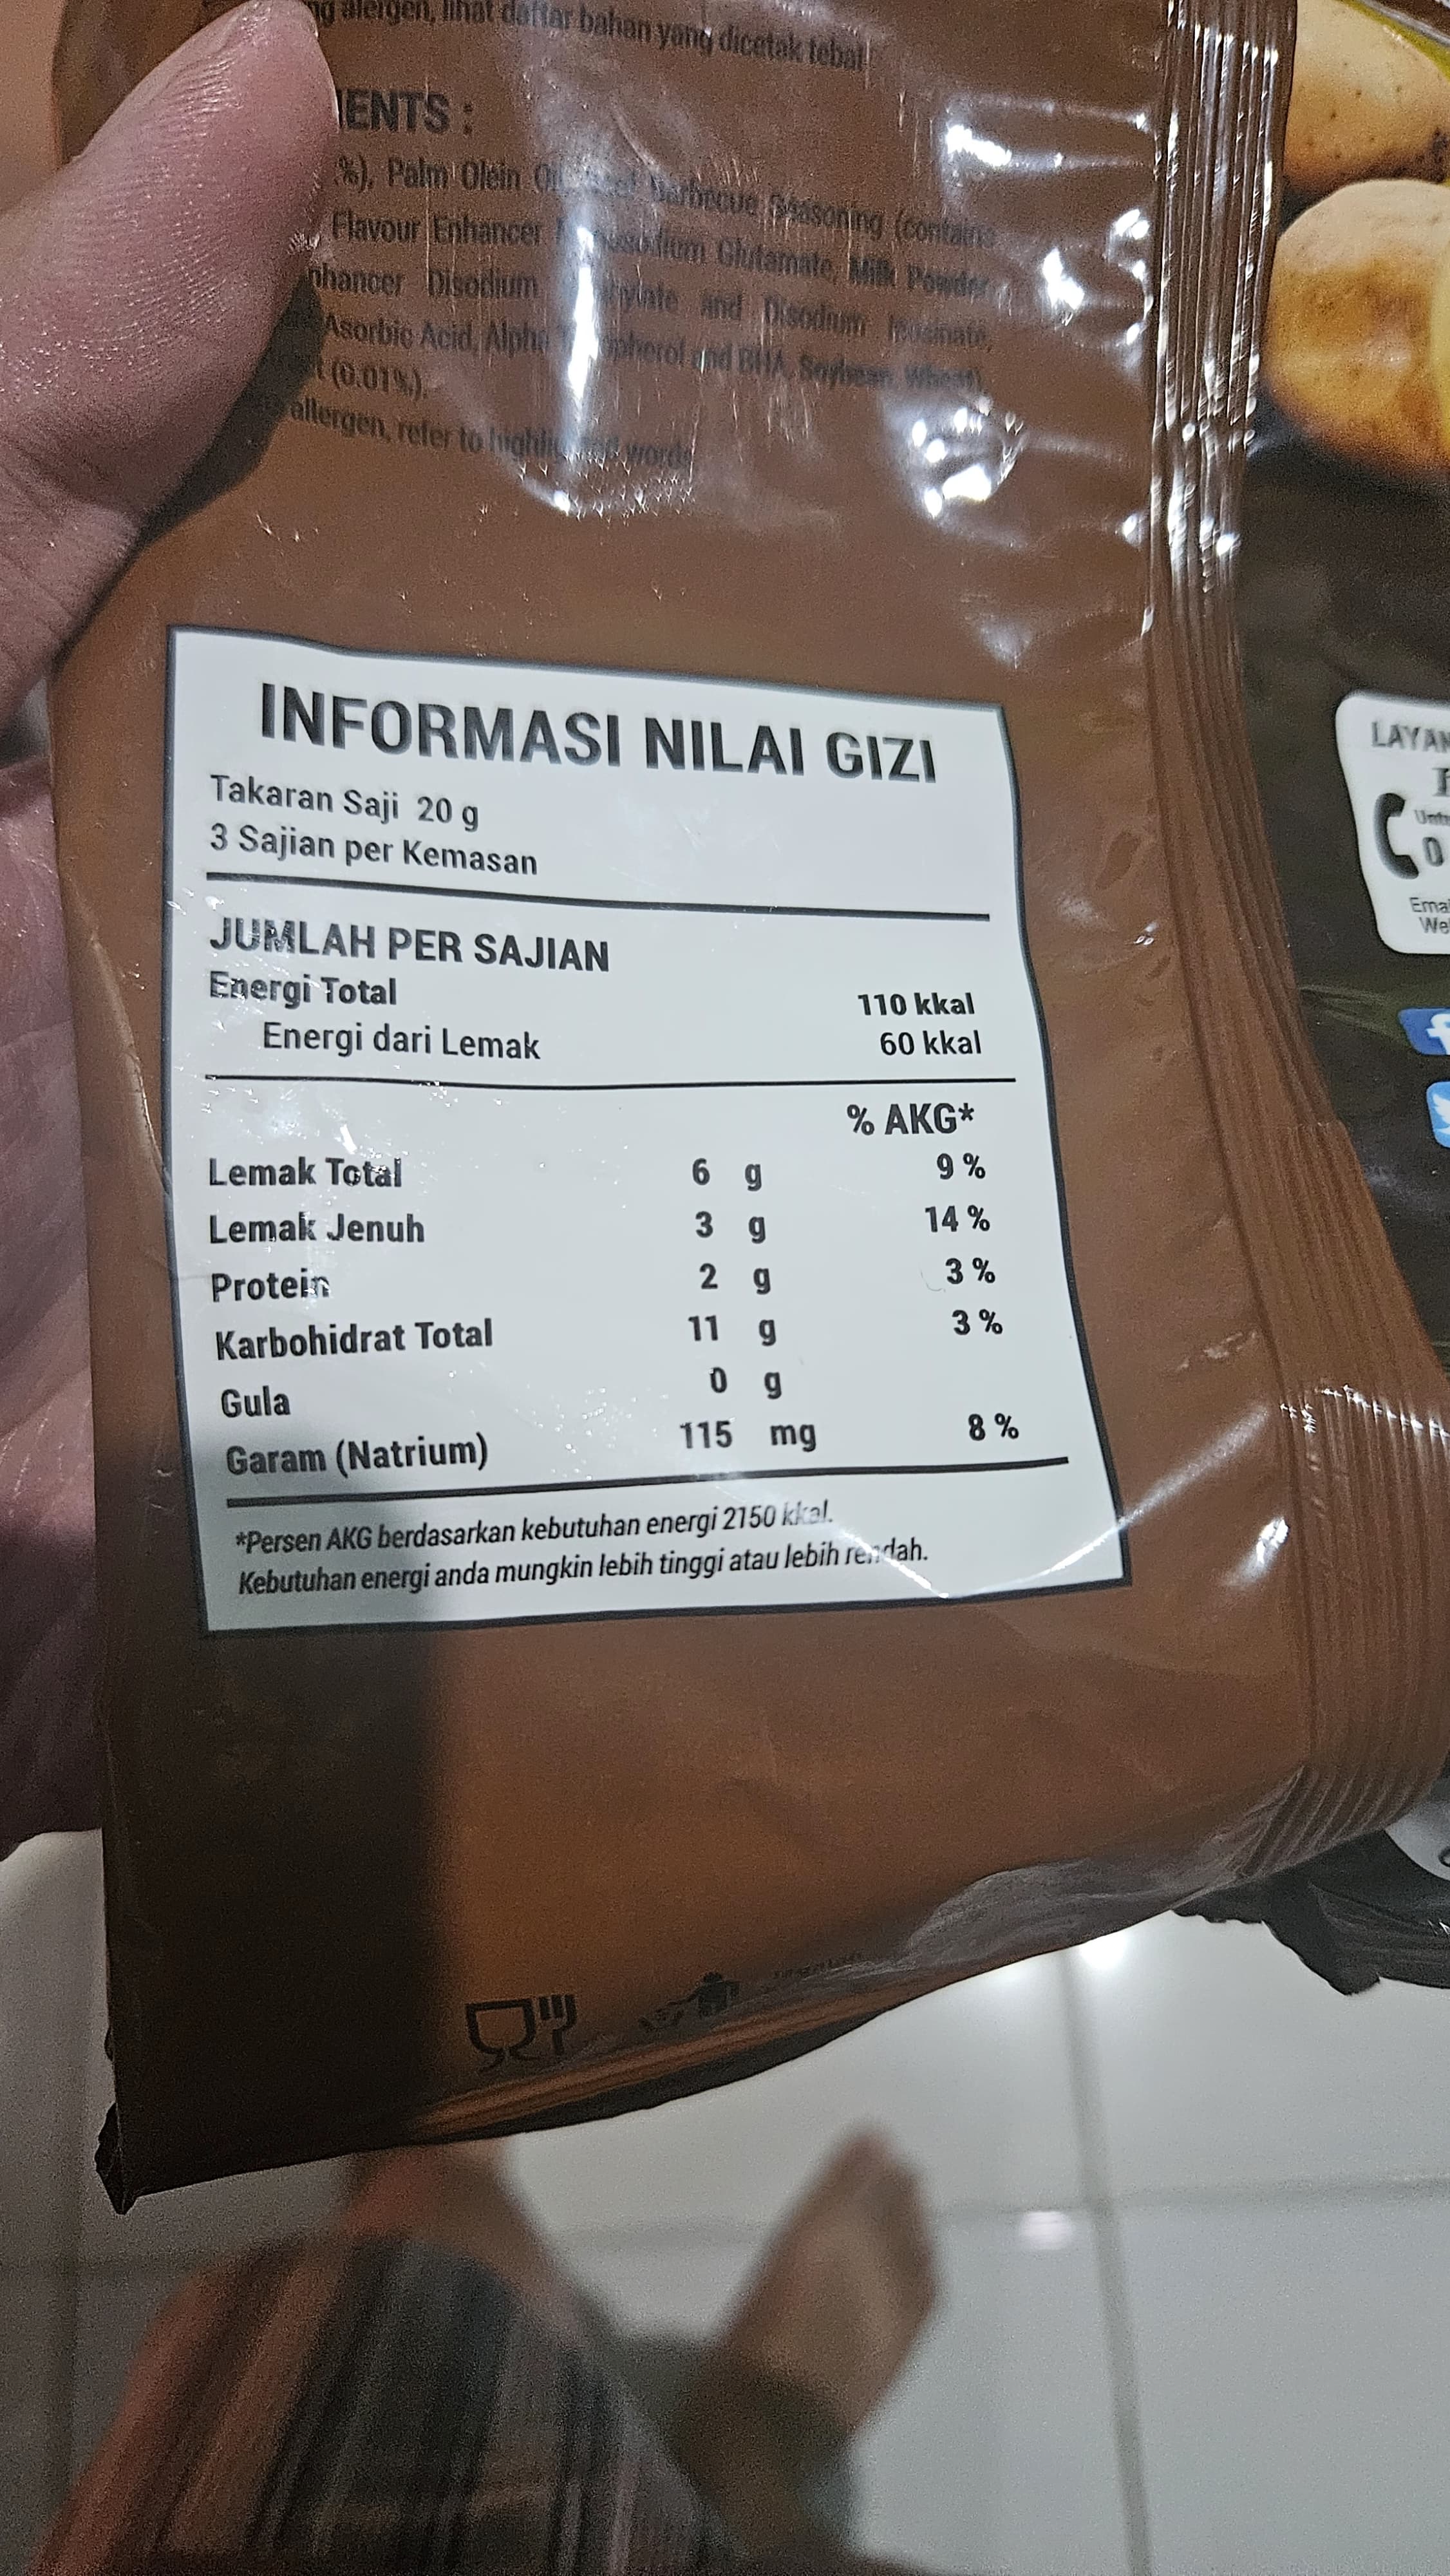 alergen, lihat daftar bahan yang dicetak tebal
IENTS :
%), Palm Olein Barbecue Seasoning (contains
Flavour Enhancer Glutamate, Milk Powder
nhancer Disodium and Disodium
Asorbic Acid, Alpha and BHA, Soybean, Wheat),
(0.01%).
allergen, refer to words
INFORMASI NILAI GIZI
Takaran Saji 20 g
3 Sajian per Kemasan
JUMLAH PER SAJIAN
Energi Total 110 kkal
Energi dari Lemak 60 kkal
% AKG*
Lemak Total 6 g 9 %
Lemak Jenuh 3 g 14 %
Protein 2 g 3 %
Karbohidrat Total 11 g 3 %
Gula 0 g
Garam (Natrium) 115 mg 8 %
*Persen AKG berdasarkan kebutuhan energi 2150 kkal.
Kebutuhan energi anda mungkin lebih tinggi atau lebih rendah.
LAYAN
0
Emai
We